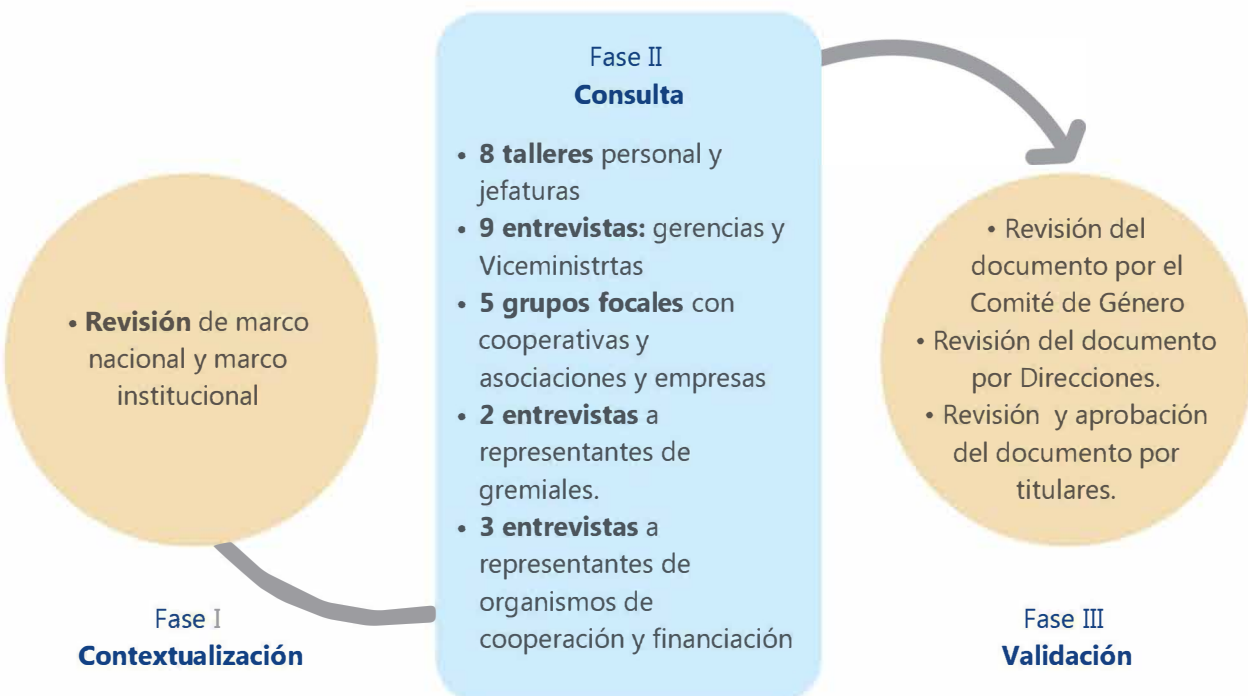 • Revisión de marco
nacional y marco
institucional
Fase I
Contextualización
Fase II
Consulta
• 8 talleres personal y
jefaturas
• 9 entrevistas: gerencias y
Viceministrtas
• 5 grupos focales con
cooperativas y
asociaciones y empresas
• 2 entrevistas a
representantes de
gremiales.
• 3 entrevistas a
representantes de
organismos de
cooperación y financiación
• Revisión del
documento por el
Comité de Género
• Revisión del documento
por Direcciones.
• Revisión y aprobación
del documento por
titulares.
Fase III
Validación